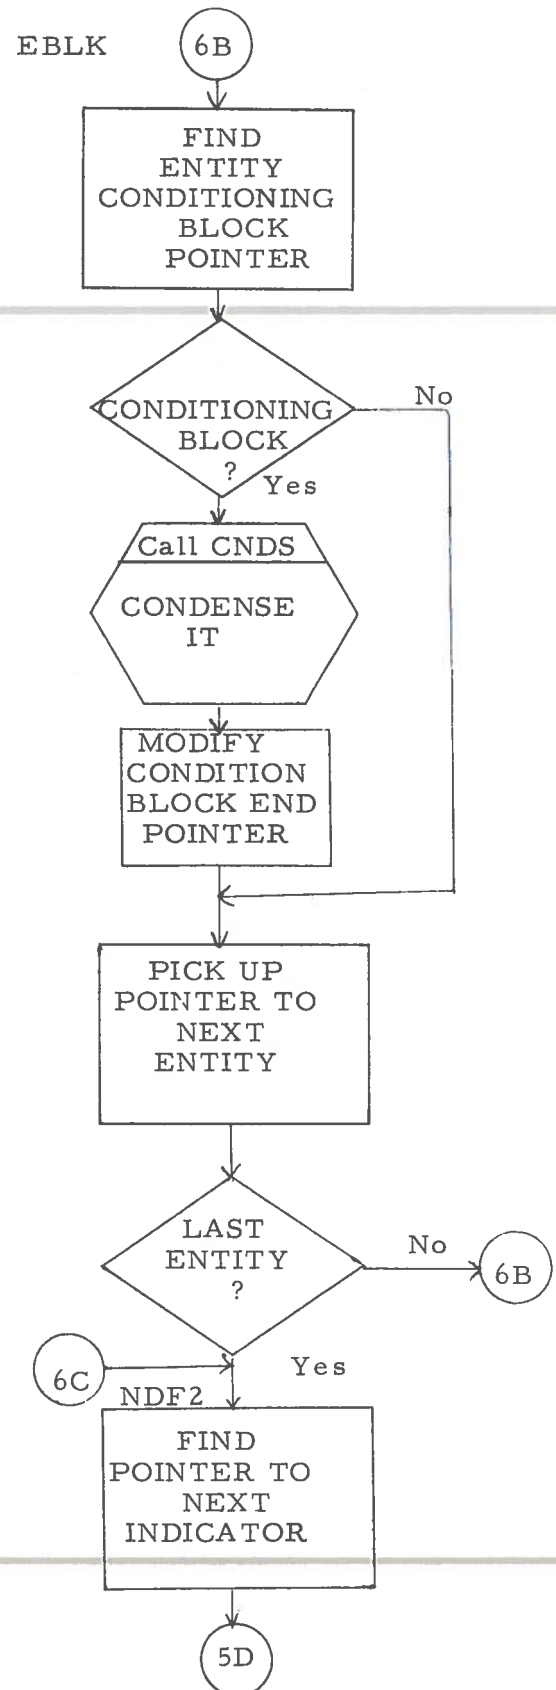 EBLK
6B
FIND
ENTITY
CONDITIONING
BLOCK
POINTER
CONDITIONING
BLOCK
?
No
Yes
Call CNDS
CONDENSE
IT
MODIFY
CONDITION
BLOCK END
POINTER
PICK UP
POINTER TO
NEXT
ENTITY
LAST
ENTITY
?
No
6B
6C
Yes
NDF2
FIND
POINTER TO
NEXT
INDICATOR
5D